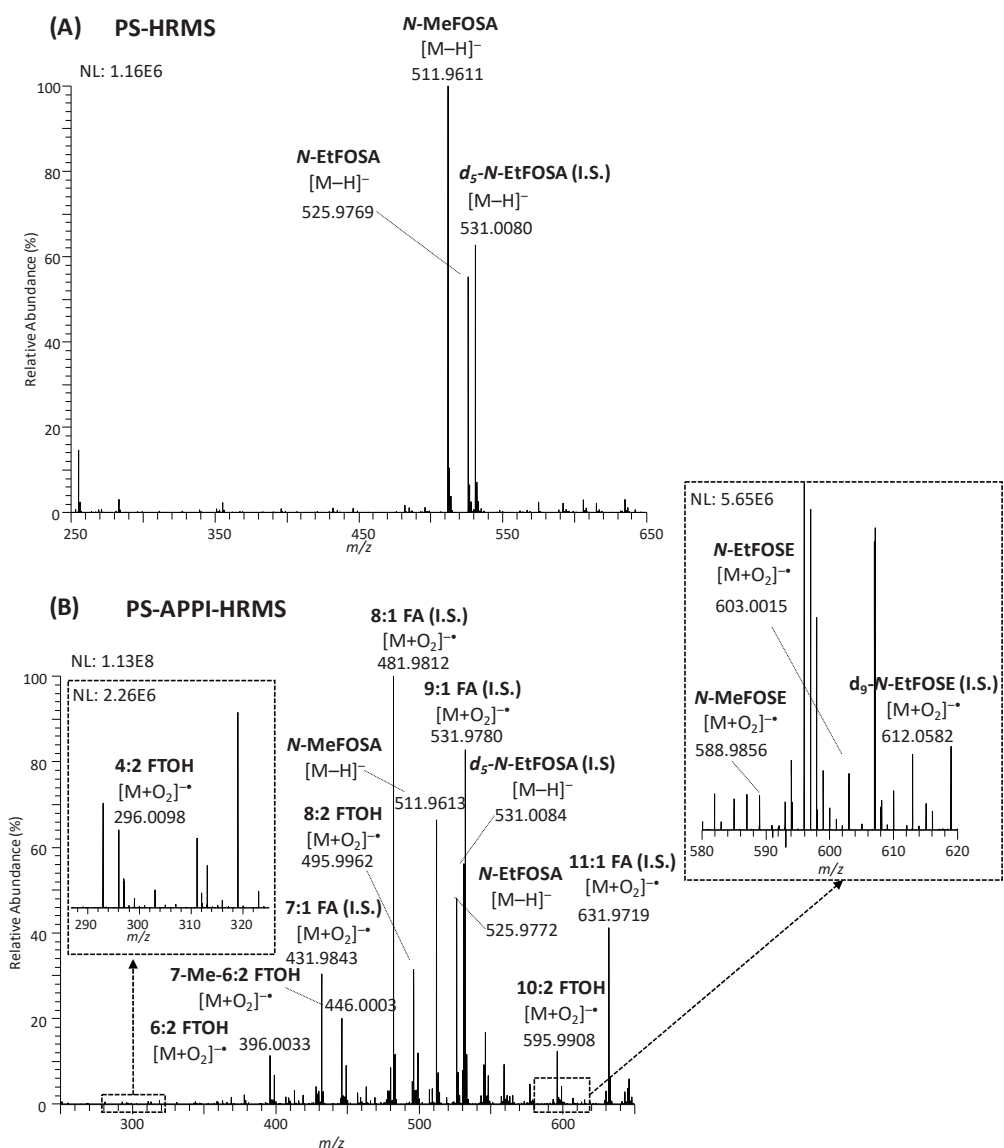 (A) PS-HRMS
NL: 1.16E6
N-MeFOSA
[M–H]–
511.9611
N-EtFOSA
[M–H]–
525.9769
d5-N-EtFOSA (I.S.)
[M–H]–
531.0080
Relative Abundance (%)
100
80
60
40
20
0
250
350
450
550
650
m/z
(B) PS-APPI-HRMS
NL: 1.13E8
NL: 2.26E6
4:2 FTOH
[M+O2]–•
296.0098
290
300
310
320
m/z
8:1 FA (I.S.)
[M+O2]–•
481.9812
9:1 FA (I.S.)
[M+O2]–•
531.9780
N-MeFOSA
[M–H]–
511.9613
d5-N-EtFOSA (I.S)
[M–H]–
531.0084
8:2 FTOH
[M+O2]–•
495.9962
N-EtFOSA
[M–H]–
525.9772
7:1 FA (I.S.)
[M+O2]–•
431.9843
11:1 FA (I.S.)
[M+O2]–•
631.9719
7-Me-6:2 FTOH
[M+O2]–•
446.0003
10:2 FTOH
[M+O2]–•
595.9908
6:2 FTOH
[M+O2]–•
396.0033
Relative Abundance (%)
100
80
60
40
20
0
300
400
500
600
m/z
NL: 5.65E6
N-EtFOSE
[M+O2]–•
603.0015
N-MeFOSE
[M+O2]–•
588.9856
d9-N-EtFOSE (I.S.)
[M+O2]–•
612.0582
580
590
600
610
620
m/z